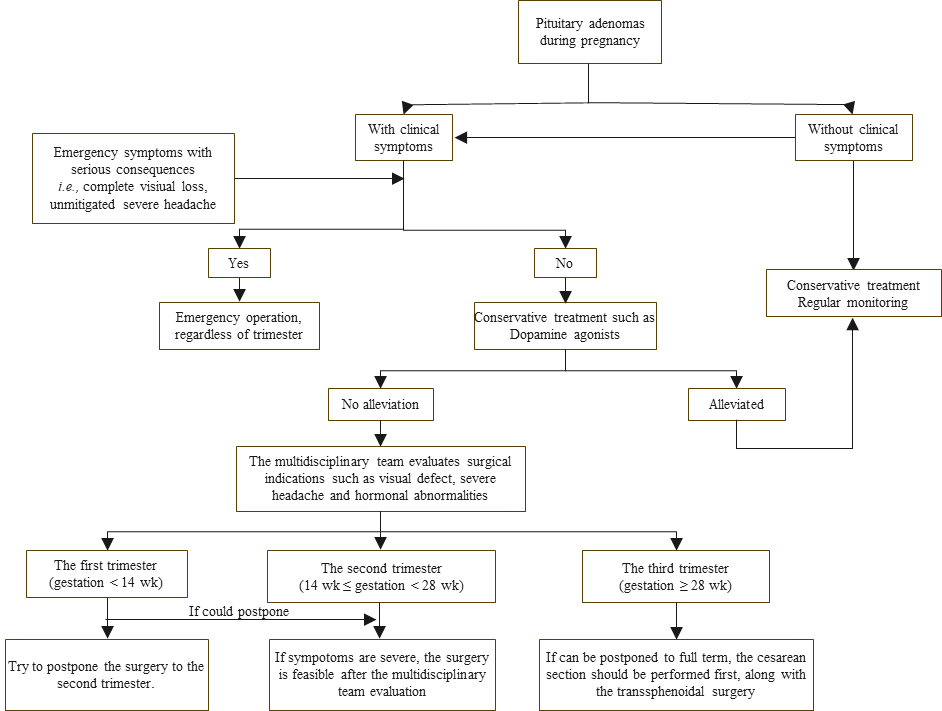 Pituitary adenomas
during pregnancy
With clinical
symptoms
Without clinical
symptoms
Emergency symptoms with
serious consequences
i.e., complete visiual loss,
unmitigated severe headache
Yes
No
Conservative treatment
Regular monitoring
Emergency operation,
regardless of trimester
Conservative treatment such as
Dopamine agonists
No alleviation
Alleviated
The multidisciplinary team evaluates surgical
indications such as visual defect, severe
headache and hormonal abnormalities
The first trimester
(gestation < 14 wk)
The second trimester
(14 wk ≤ gestation < 28 wk)
The third trimester
(gestation ≥ 28 wk)
If could postpone
Try to postpone the surgery to the
second trimester.
If sympotoms are severe, the surgery
is feasible after the multidisciplinary
team evaluation
If can be postponed to full term, the cesarean
section should be performed first, along with
the transsphenoidal surgery